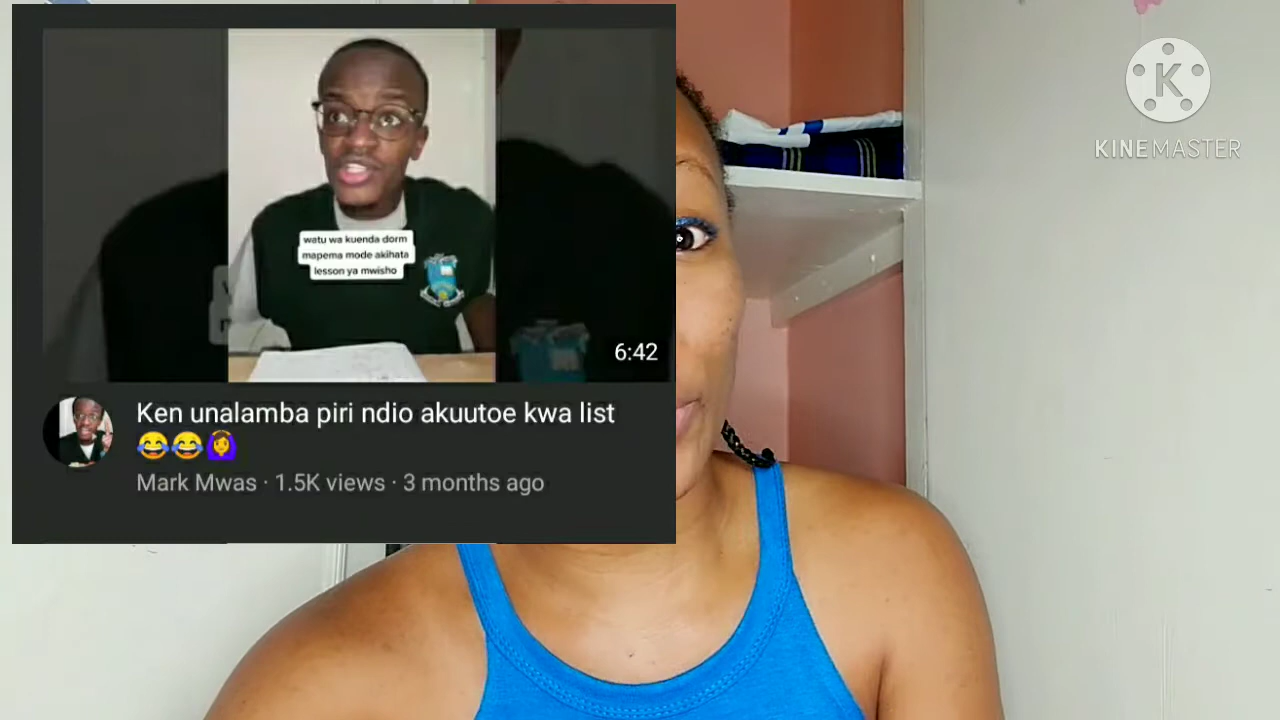 watu wa kuenda dorm
mapema mode akihata
lesson ya mwisho
6:42
Ken unalamba piri ndio akuutoe kwa list
😂😂🙆‍♀️
Mark Mwas · 1.5K views · 3 months ago
K
KINEMASTER